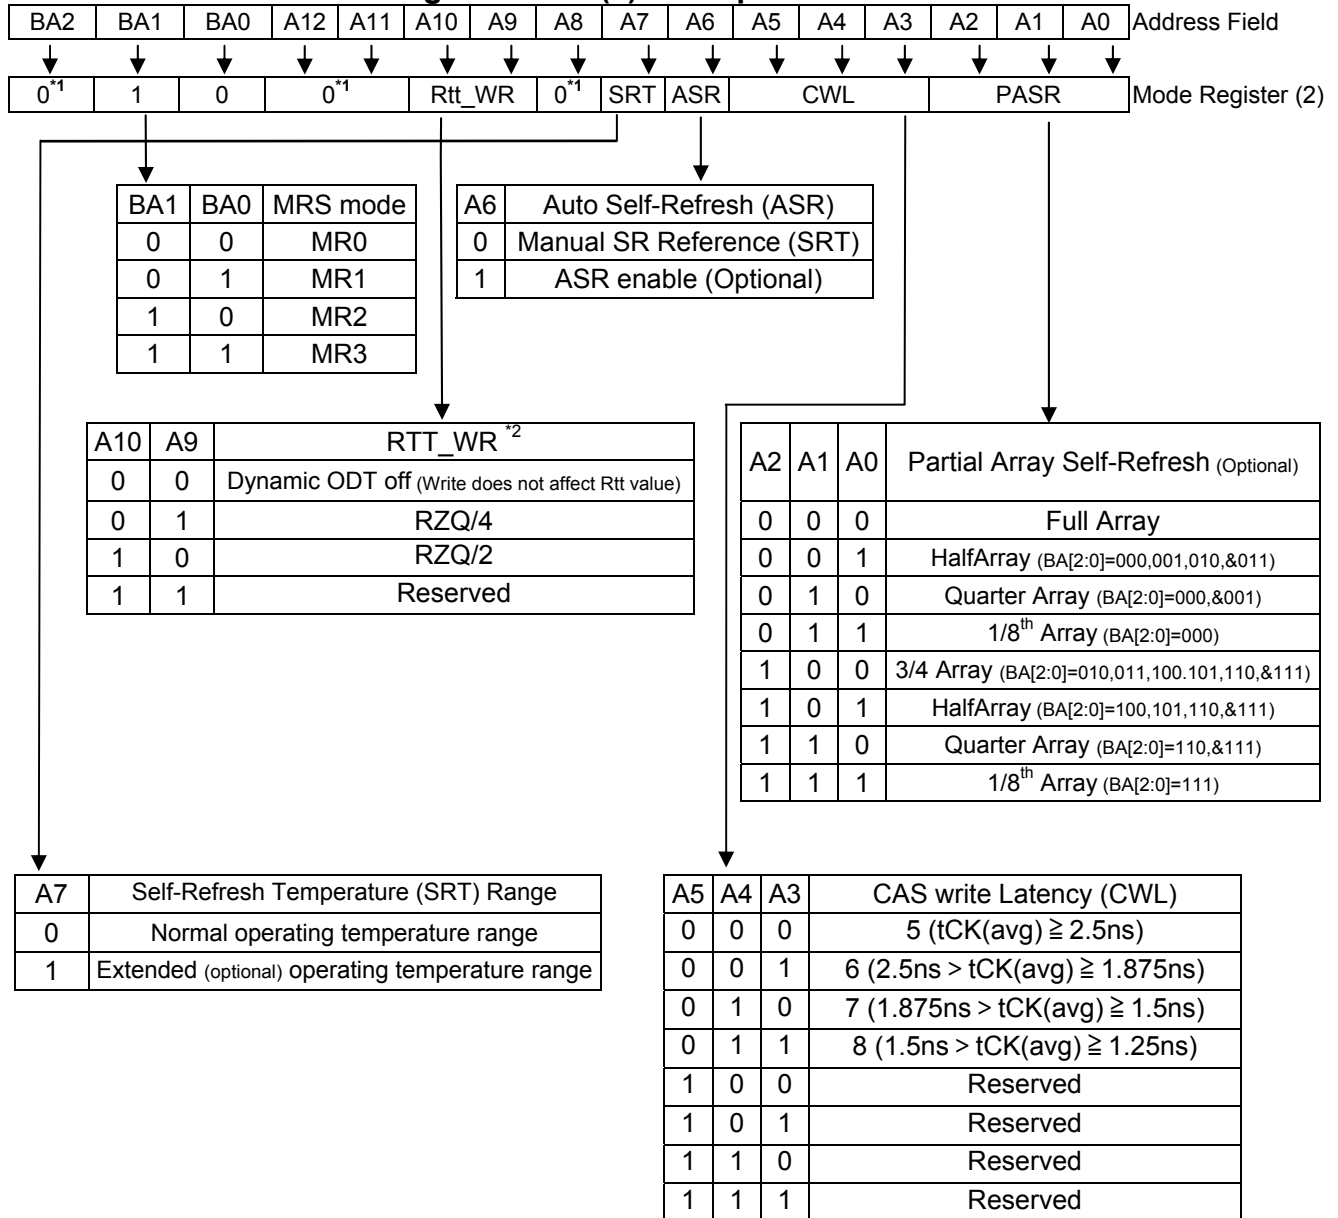 BA2 BA1 BA0 A12 A11 A10 A9 A8 A7 A6 A5 A4 A3 A2 A1 A0 Address Field
0*1 1 0 0*1 Rtt_WR 0*1 SRT ASR CWL PASR Mode Register (2)
BA1 BA0 MRS mode
0 0 MR0
0 1 MR1
1 0 MR2
1 1 MR3
A6 Auto Self-Refresh (ASR)
0 Manual SR Reference (SRT)
1 ASR enable (Optional)
A10 A9 RTT_WR *2
0 0 Dynamic ODT off (Write does not affect Rtt value)
0 1 RZQ/4
1 0 RZQ/2
1 1 Reserved
A2 A1 A0 Partial Array Self-Refresh (Optional)
0 0 0 Full Array
0 0 1 HalfArray (BA[2:0]=000,001,010,&011)
0 1 0 Quarter Array (BA[2:0]=000,&001)
0 1 1 1/8th Array (BA[2:0]=000)
1 0 0 3/4 Array (BA[2:0]=010,011,100.101,110,&111)
1 0 1 HalfArray (BA[2:0]=100,101,110,&111)
1 1 0 Quarter Array (BA[2:0]=110,&111)
1 1 1 1/8th Array (BA[2:0]=111)
A7 Self-Refresh Temperature (SRT) Range
0 Normal operating temperature range
1 Extended (optional) operating temperature range
A5 A4 A3 CAS write Latency (CWL)
0 0 0 5 (tCK(avg) ≧ 2.5ns)
0 0 1 6 (2.5ns > tCK(avg) ≧ 1.875ns)
0 1 0 7 (1.875ns > tCK(avg) ≧ 1.5ns)
0 1 1 8 (1.5ns > tCK(avg) ≧ 1.25ns)
1 0 0 Reserved
1 0 1 Reserved
1 1 0 Reserved
1 1 1 Reserved